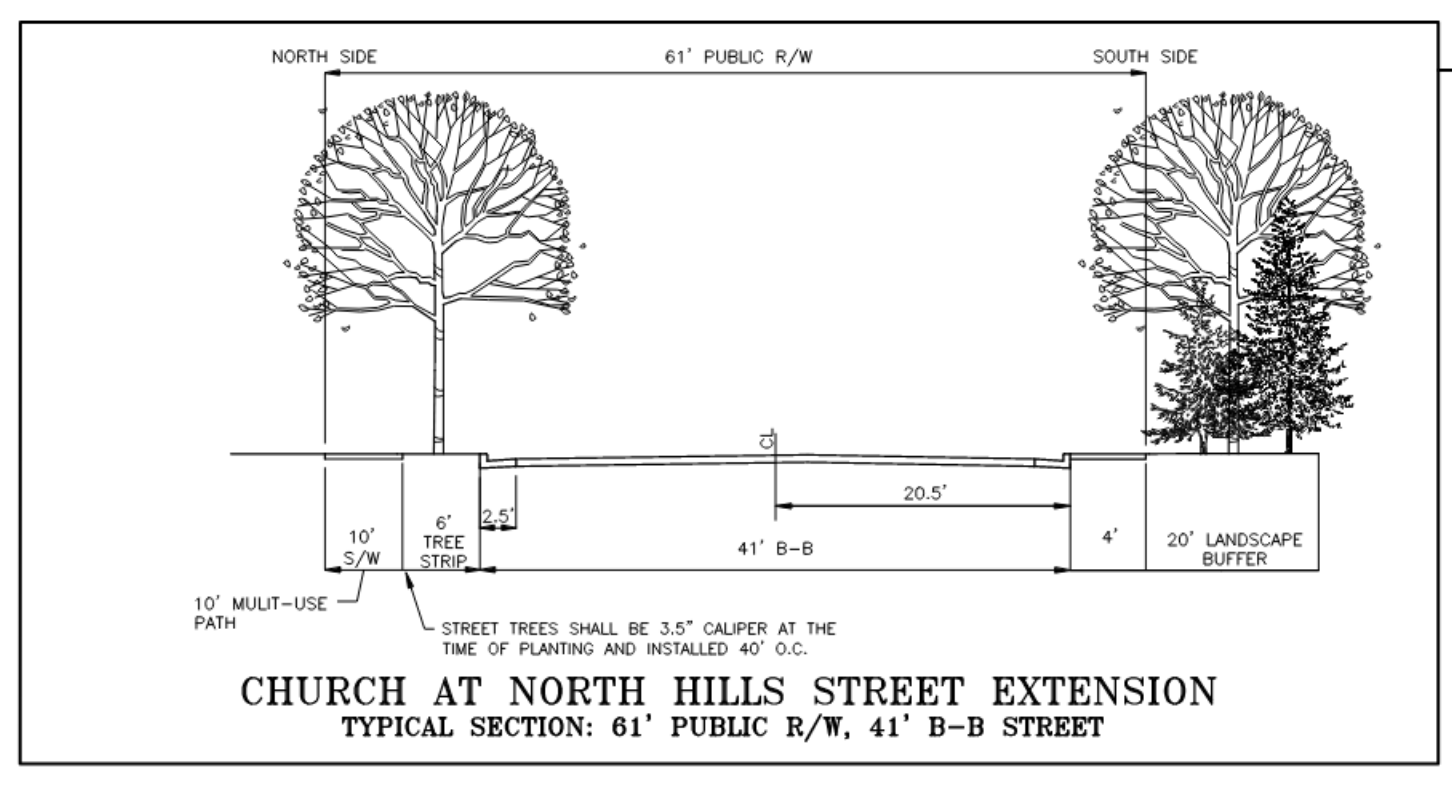 NORTH SIDE
61' PUBLIC R/W
SOUTH SIDE
CL
20.5'
2.5'
10'
S/W
6'
TREE
STRIP
41' B-B
4'
20' LANDSCAPE
BUFFER
10' MULIT-USE
PATH
STREET TREES SHALL BE 3.5" CALIPER AT THE
TIME OF PLANTING AND INSTALLED 40' O.C.
CHURCH AT NORTH HILLS STREET EXTENSION
TYPICAL SECTION: 61' PUBLIC R/W, 41' B-B STREET